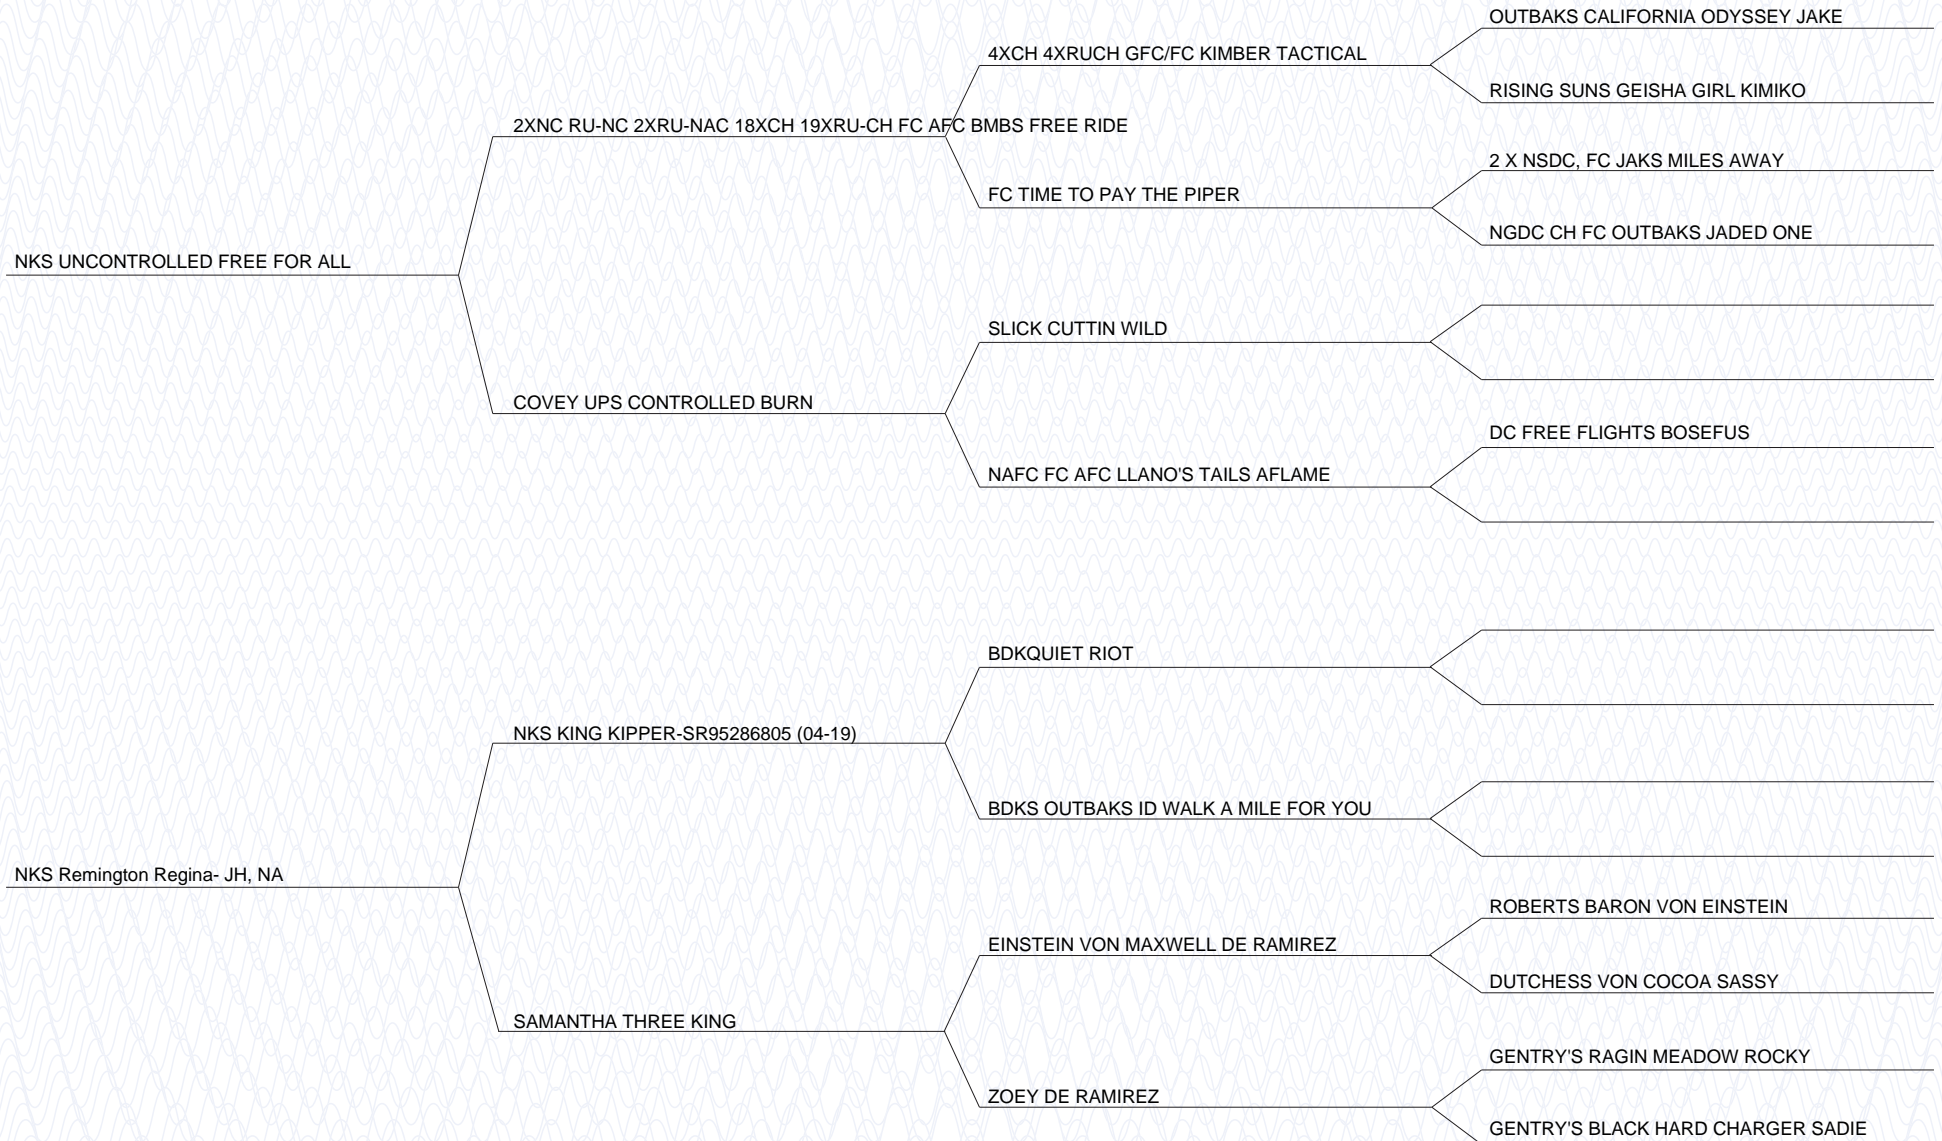 OUTBAKS CALIFORNIA ODYSSEY JAKE
4XCH 4XRUCH GFC/FC KIMBER TACTICAL
RISING SUNS GEISHA GIRL KIMIKO
2XNC RU-NC 2XRU-NAC 18XCH 19XRU-CH FC AFC BMBS FREE RIDE
2 X NSDC, FC JAKS MILES AWAY
FC TIME TO PAY THE PIPER
NGDC CH FC OUTBAKS JADED ONE
NKS UNCONTROLLED FREE FOR ALL
SLICK CUTTIN WILD
COVEY UPS CONTROLLED BURN
DC FREE FLIGHTS BOSEFUS
NAFC FC AFC LLANO'S TAILS AFLAME
BDKQUIET RIOT
NKS KING KIPPER-SR95286805 (04-19)
BDKS OUTBAKS ID WALK A MILE FOR YOU
NKS Remington Regina- JH, NA
ROBERTS BARON VON EINSTEIN
EINSTEIN VON MAXWELL DE RAMIREZ
DUTCHESS VON COCOA SASSY
SAMANTHA THREE KING
GENTRY'S RAGIN MEADOW ROCKY
ZOEY DE RAMIREZ
GENTRY'S BLACK HARD CHARGER SADIE